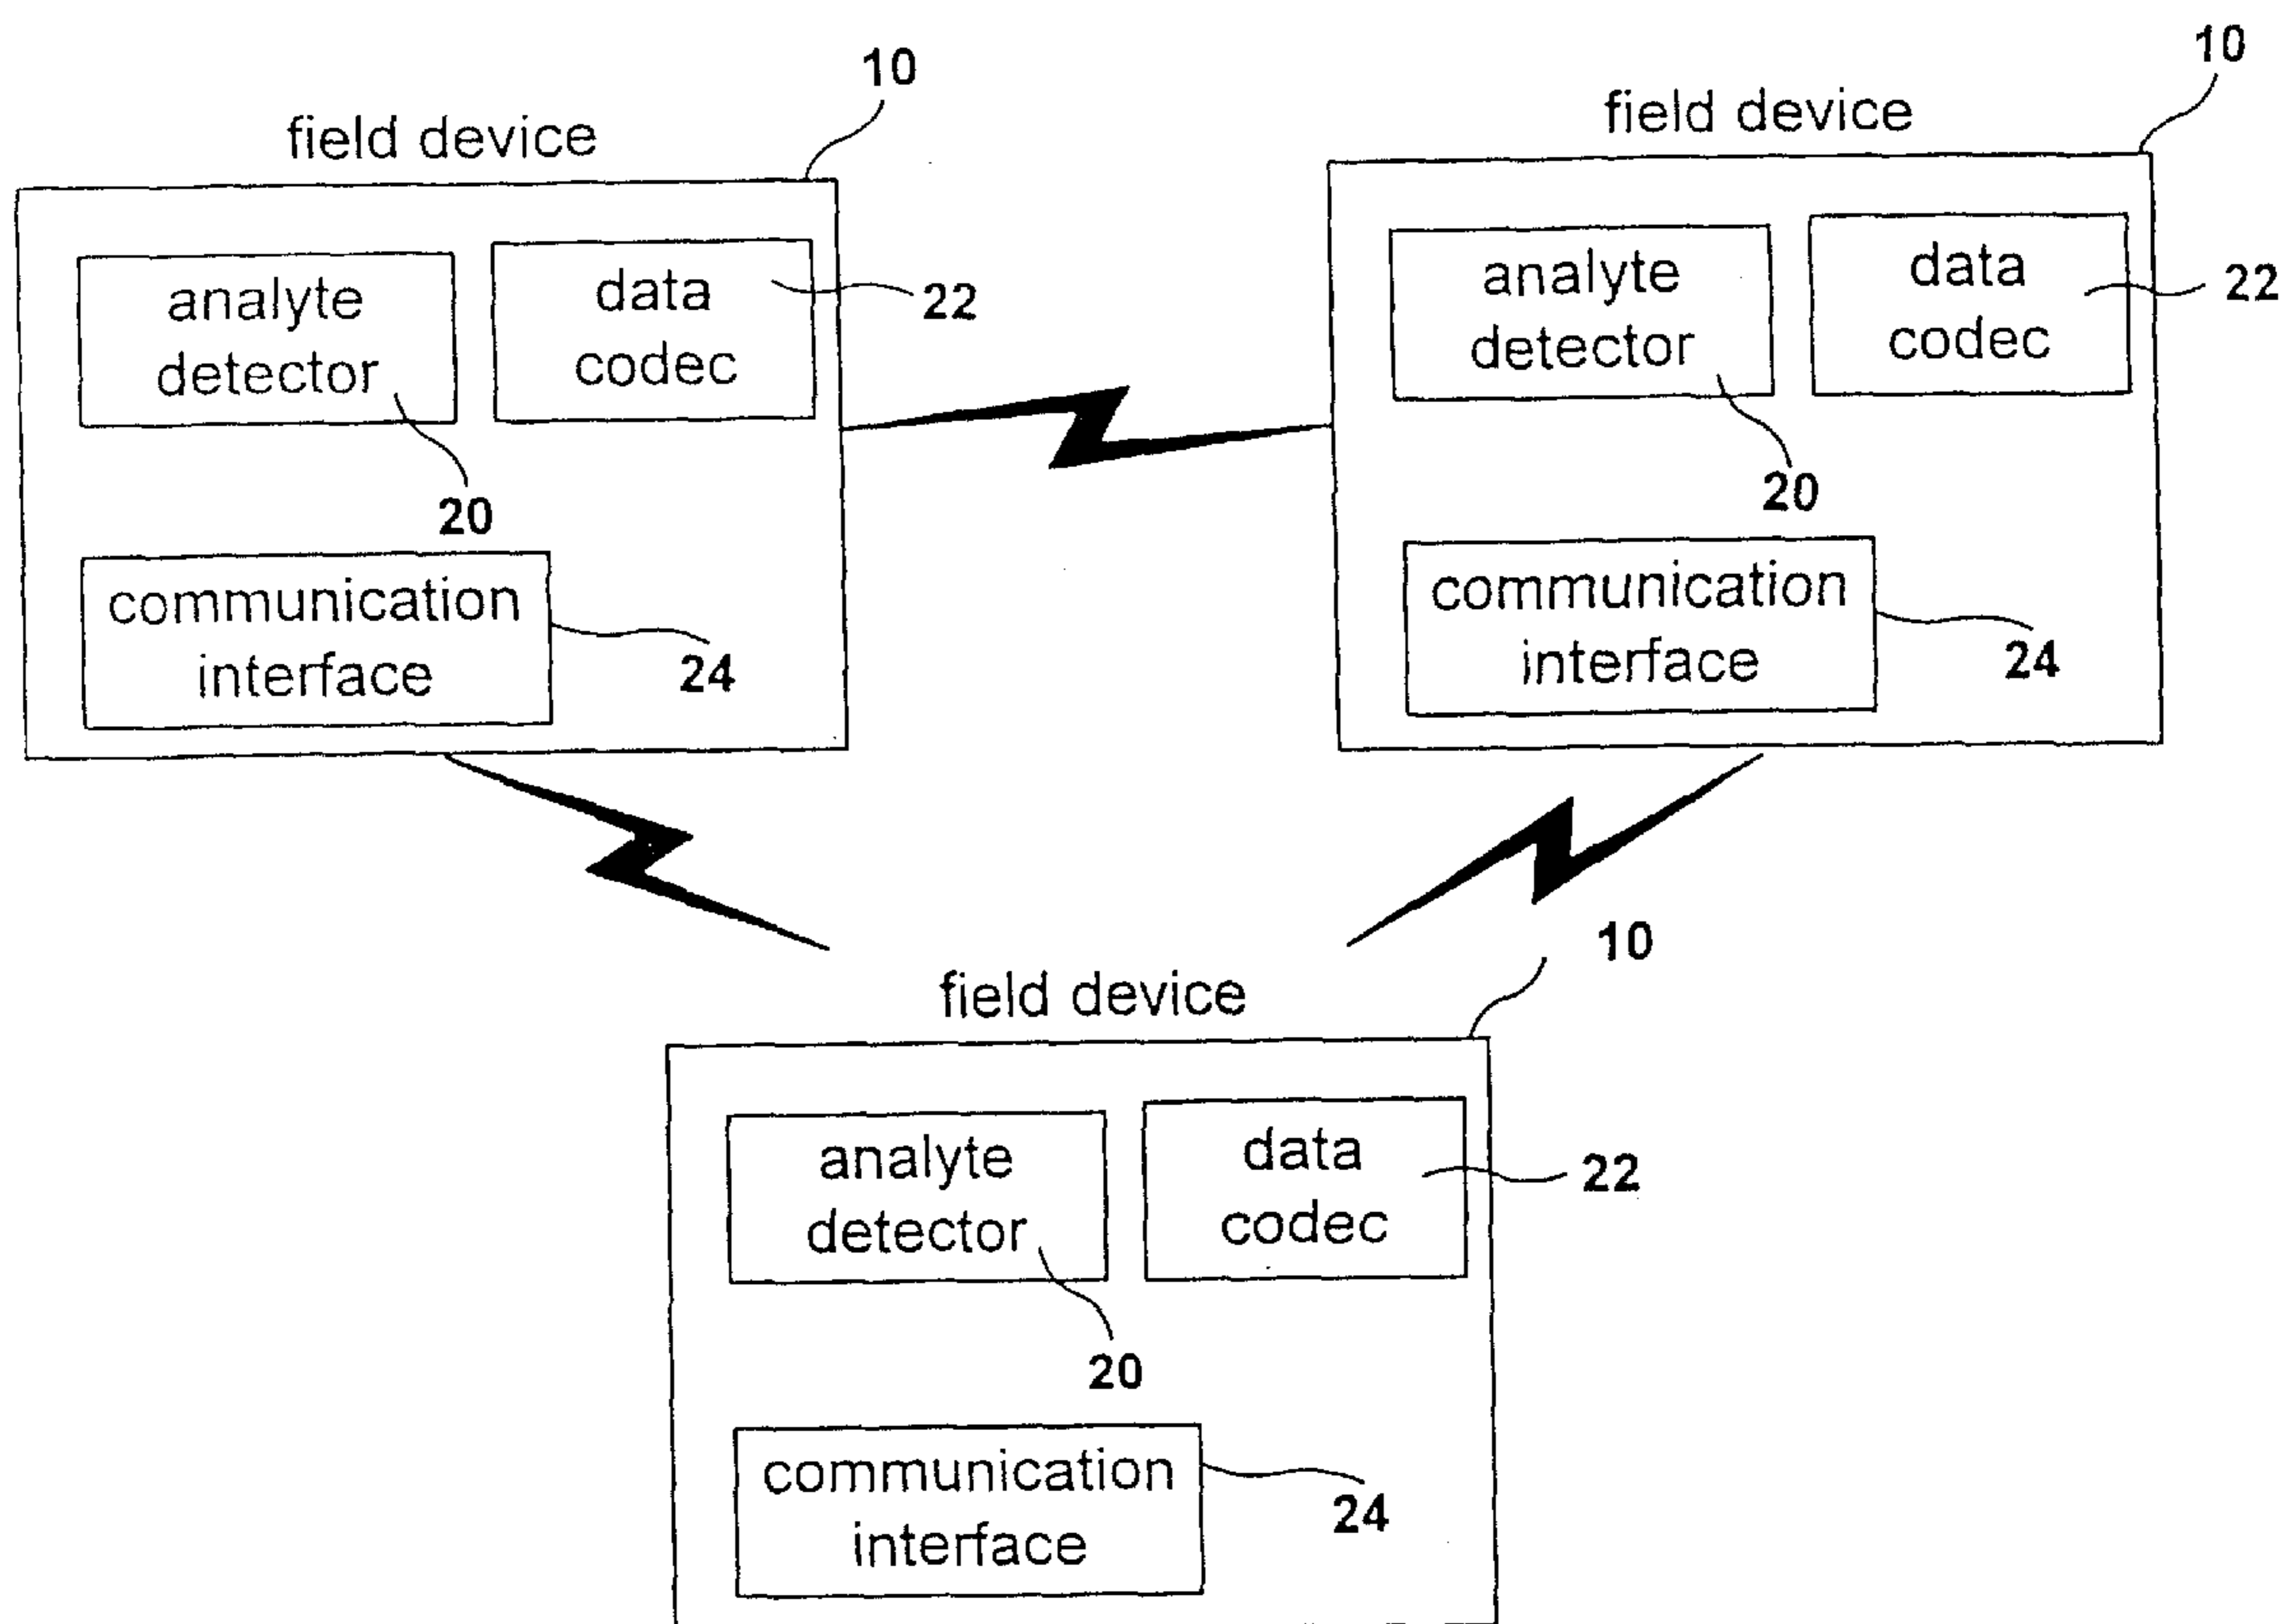 10
field device
analyte
detector
data
codec
22
20
communication
interface
24
10
field device
analyte
detector
data
codec
22
20
communication
interface
24
10
field device
analyte
detector
data
codec
22
20
communication
interface
24